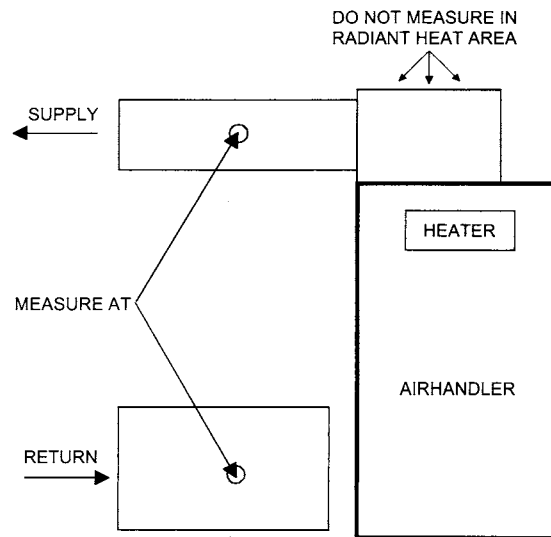 DO NOT MEASURE IN
RADIANT HEAT AREA
SUPPLY
HEATER
MEASURE AT
AIRHANDLER
RETURN